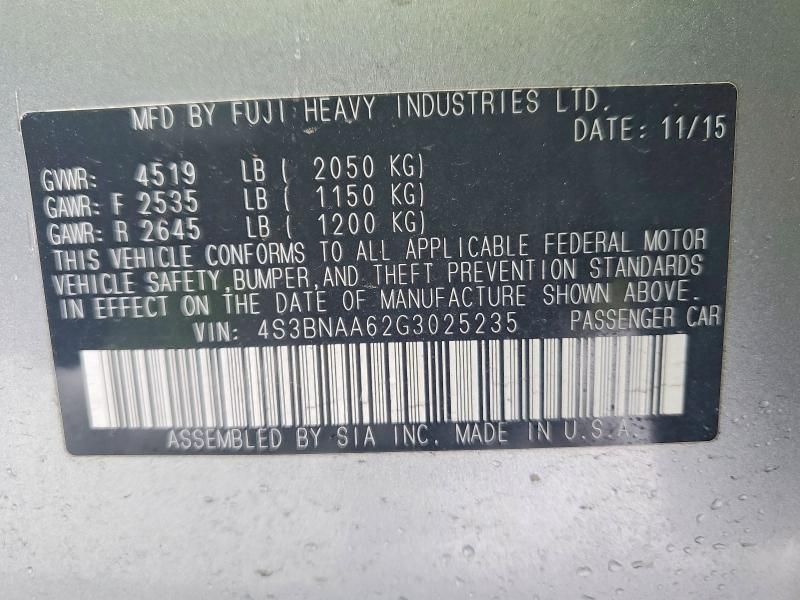 MFD BY FUJI HEAVY INDUSTRIES LTD.
DATE: 11/15
GVWR: 4519 LB ( 2050 KG)
GAWR: F 2535 LB ( 1150 KG)
GAWR: R 2645 LB ( 1200 KG)
THIS VEHICLE CONFORMS TO ALL APPLICABLE FEDERAL MOTOR
VEHICLE SAFETY, BUMPER, AND THEFT PREVENTION STANDARDS
IN EFFECT ON THE DATE OF MANUFACTURE SHOWN ABOVE.
VIN: 4S3BNAA62G3025235 PASSENGER CAR
ASSEMBLED BY SIA INC. MADE IN U.S.A.